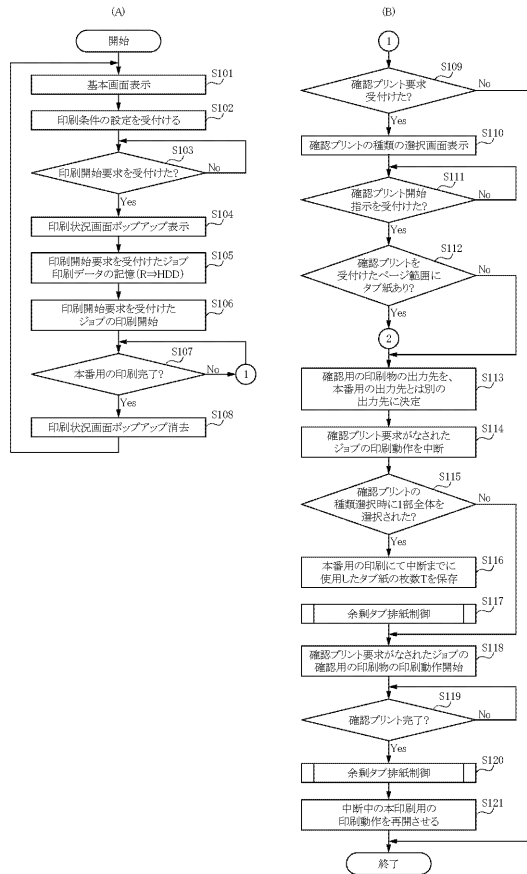 (A)
開始
S101
基本画面表示
S102
印刷条件の設定を受付ける
S103
印刷開始要求を受付けた?
No
Yes
S104
印刷状況画面ポップアップ表示
S105
印刷開始要求を受付けたジョブ
印刷データの記憶(R⇒HDD)
S106
印刷開始要求を受付けた
ジョブの印刷開始
S107
本番用の印刷完了?
No
1
Yes
S108
印刷状況画面ポップアップ消去
(B)
1
S109
確認プリント要求
受付けた?
No
Yes
S110
確認プリントの種類の選択画面表示
S111
確認プリント開始
指示を受付けた?
No
Yes
S112
確認プリントを
受付けたページ範囲に
タブ紙あり?
No
Yes
2
S113
確認用の印刷物の出力先を、
本番用の出力先とは別の
出力先に決定
S114
確認プリント要求がなされた
ジョブの印刷動作を中断
S115
確認プリントの
種類選択時に1部全体を
選択された?
No
Yes
S116
本番用の印刷にて中断までに
使用したタブ紙の枚数Tを保存
S117
余剰タブ排紙制御
S118
確認プリント要求がなされたジョブの
確認用の印刷物の印刷動作開始
S119
確認プリント完了?
No
Yes
S120
余剰タブ排紙制御
S121
中断中の本印刷用の
印刷動作を再開させる
終了